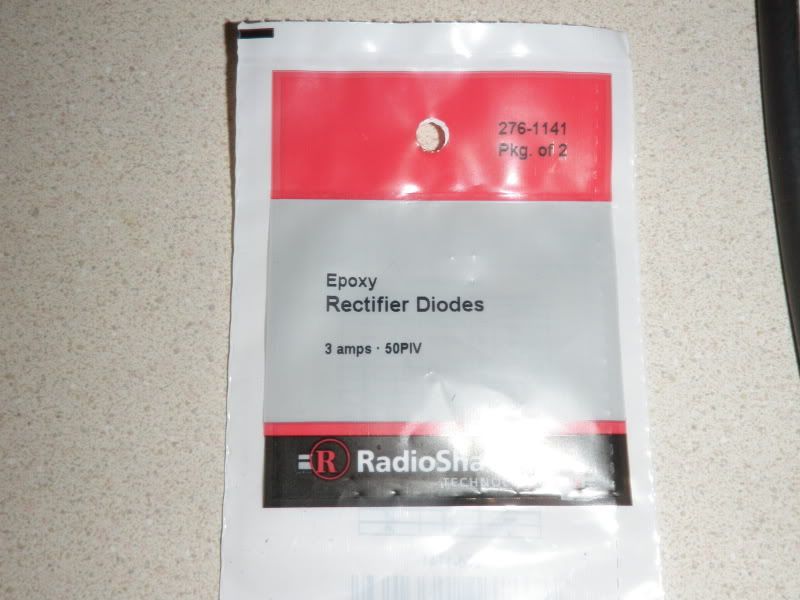 276-1141
Pkg. of 2
Epoxy
Rectifier Diodes
3 amps · 50PIV
R